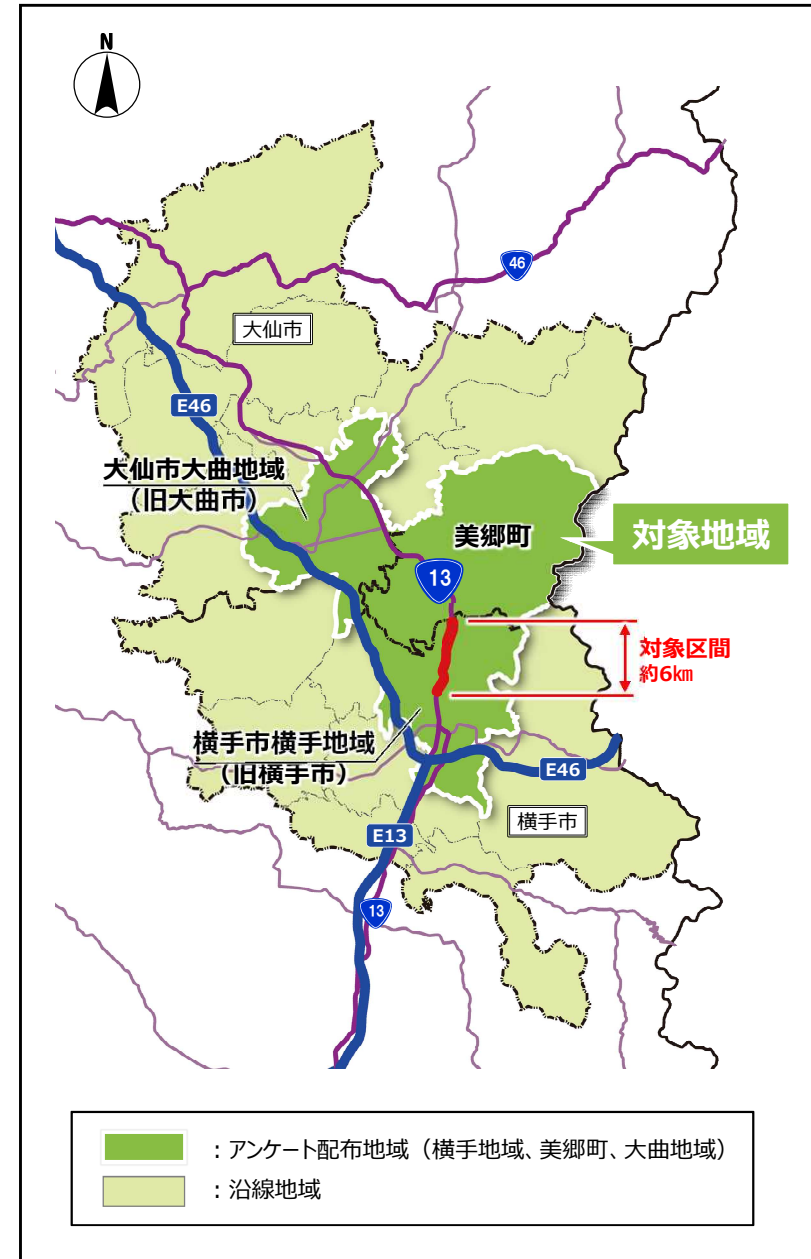 N
46
大仙市
E46
大仙市大曲地域
（旧大曲市）
美郷町
対象地域
13
対象区間
約6㎞
横手市横手地域
（旧横手市）
E46
横手市
E13
13
：アンケート配布地域（横手地域、美郷町、大曲地域）
：沿線地域